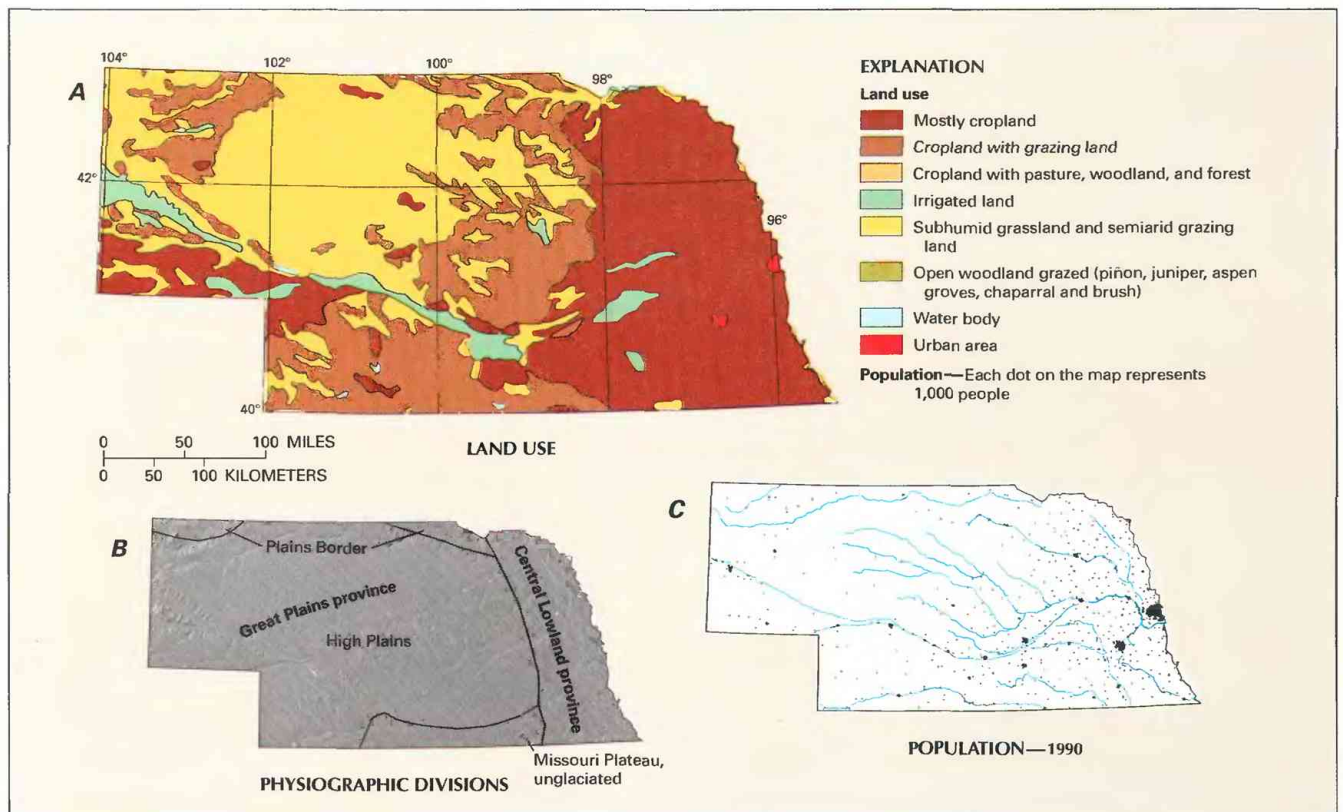 A
104°
102°
100°
98°
42°
96°
40°
0 50 100 MILES
0 50 100 KILOMETERS
LAND USE
EXPLANATION
Land use
Mostly cropland
Cropland with grazing land
Cropland with pasture, woodland, and forest
Irrigated land
Subhumid grassland and semiarid grazing
land
Open woodland grazed (piñon, juniper, aspen
groves, chaparral and brush)
Water body
Urban area
Population—Each dot on the map represents
1,000 people
B
Plains Border
Great Plains province
High Plains
Central Lowland province
Missouri Plateau,
unglaciated
PHYSIOGRAPHIC DIVISIONS
C
POPULATION—1990